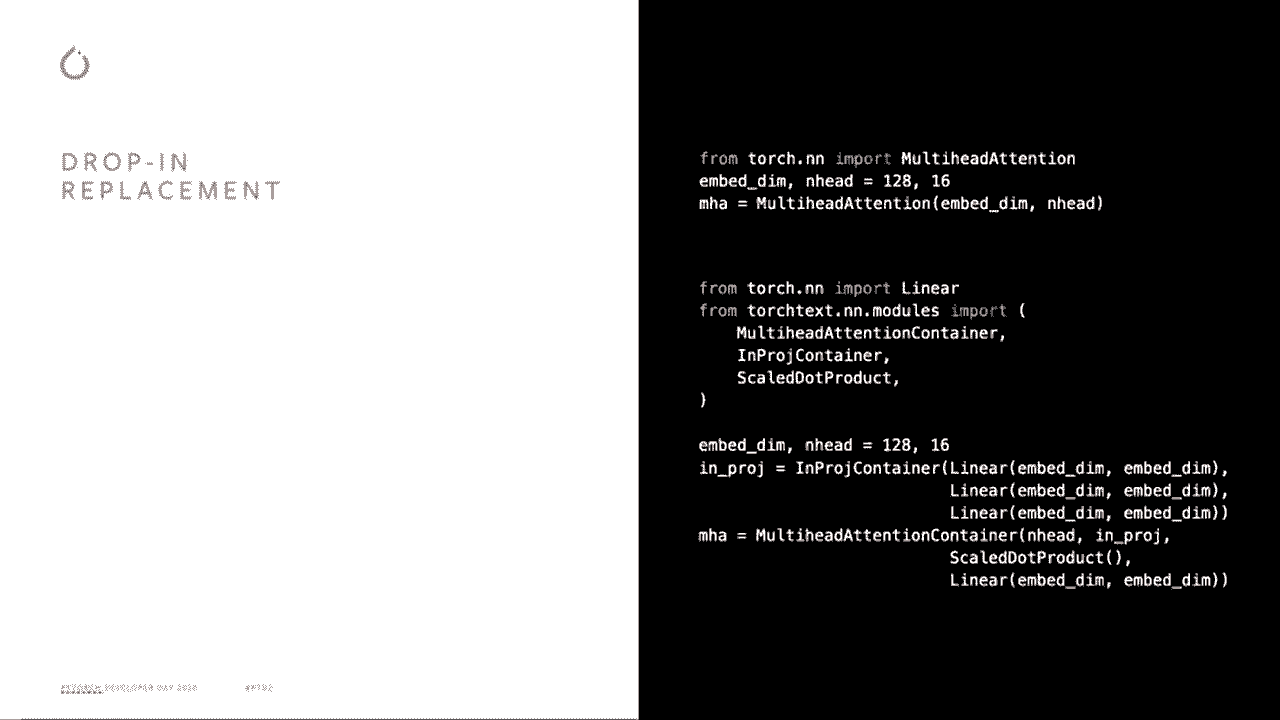 DROP-IN
REPLACEMENT
from torch.nn import MultiheadAttention
embed_dim, nhead = 128, 16
mha = MultiheadAttention(embed_dim, nhead)
from torch.nn import Linear
from torchtext.nn.modules import (
    MultiheadAttentionContainer,
    InProjContainer,
    ScaledDotProduct,
)
embed_dim, nhead = 128, 16
in_proj = InProjContainer(Linear(embed_dim, embed_dim),
                          Linear(embed_dim, embed_dim),
                          Linear(embed_dim, embed_dim))
mha = MultiheadAttentionContainer(nhead, in_proj,
                          ScaledDotProduct(),
                          Linear(embed_dim, embed_dim))
DEVELOPER DAY 2020